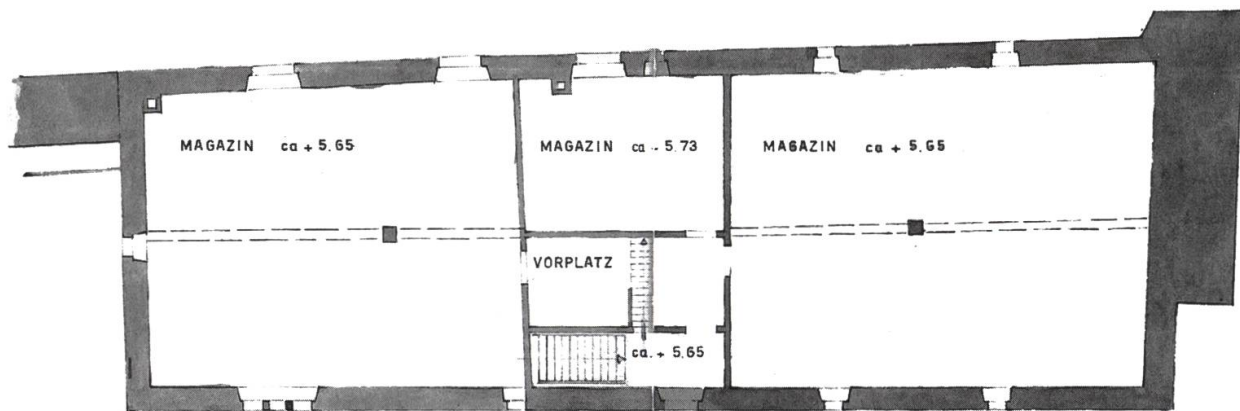 MAGAZIN ca + 5.65
MAGAZIN ca - 5.73
MAGAZIN ca + 5.65
VORPLATZ
ca. + 5.65